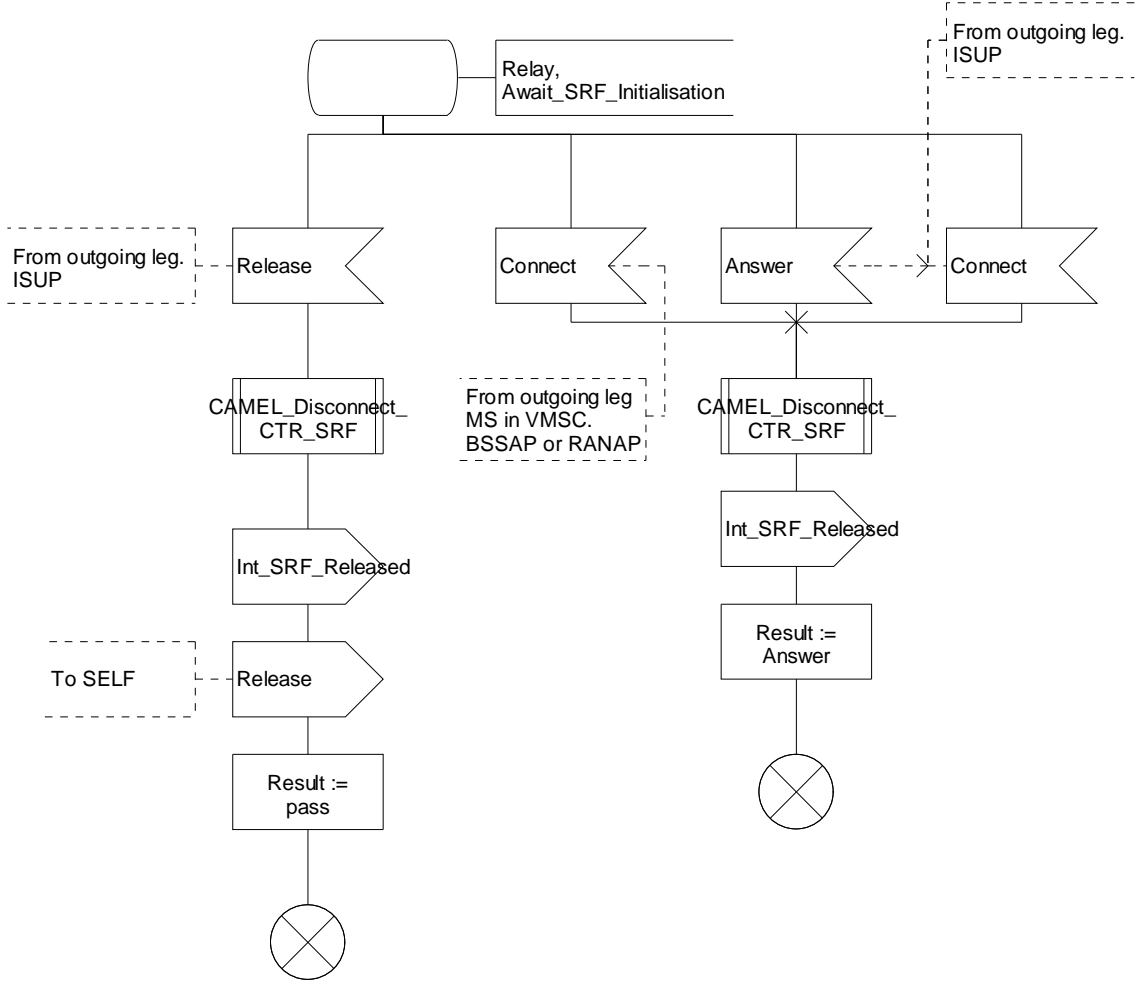 From outgoing leg.
ISUP
Relay,
Await_SRF_Initialisation
From outgoing leg.
ISUP
Release
Connect
Answer
Connect
CAMEL_Disconnect_
CTR_SRF
From outgoing leg
MS in VMSC.
BSSAP or RANAP
CAMEL_Disconnect_
CTR_SRF
Int_SRF_Released
Int_SRF_Released
Result :=
Answer
To SELF
Release
Result :=
pass